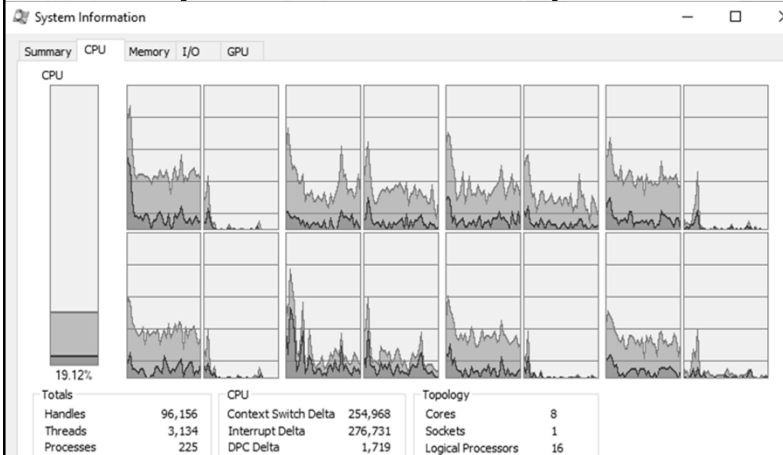 System Information
Summary CPU Memory I/O GPU
CPU
19.12%
Totals
Handles 96,156
Threads 3,134
Processes 225
CPU
Context Switch Delta 254,968
Interrupt Delta 276,731
DPC Delta 1,719
Topology
Cores 8
Sockets 1
Logical Processors 16